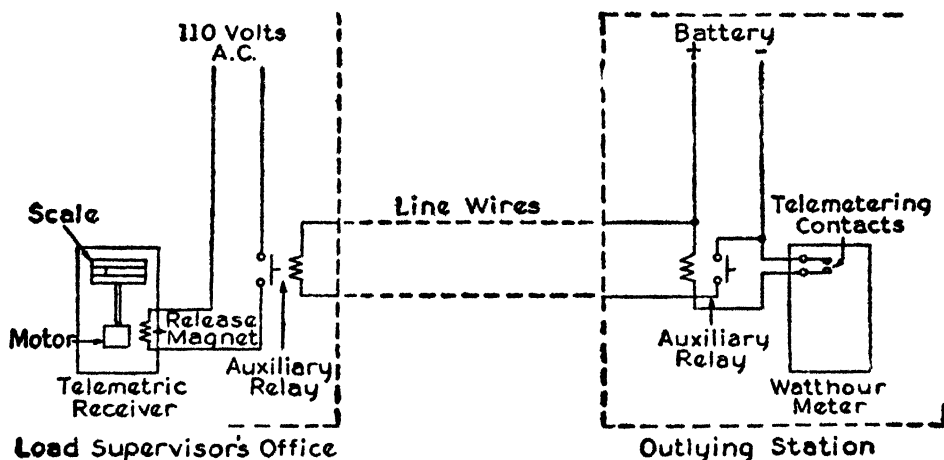 110 Volts
A.C.
Battery
+ -
Scale
Line Wires
Telemetering
Contacts
Release
Magnet
Motor
Auxiliary
Relay
Auxiliary
Relay
Telemetric
Receiver
Watthour
Meter
Load Supervisor's Office
Outlying Station